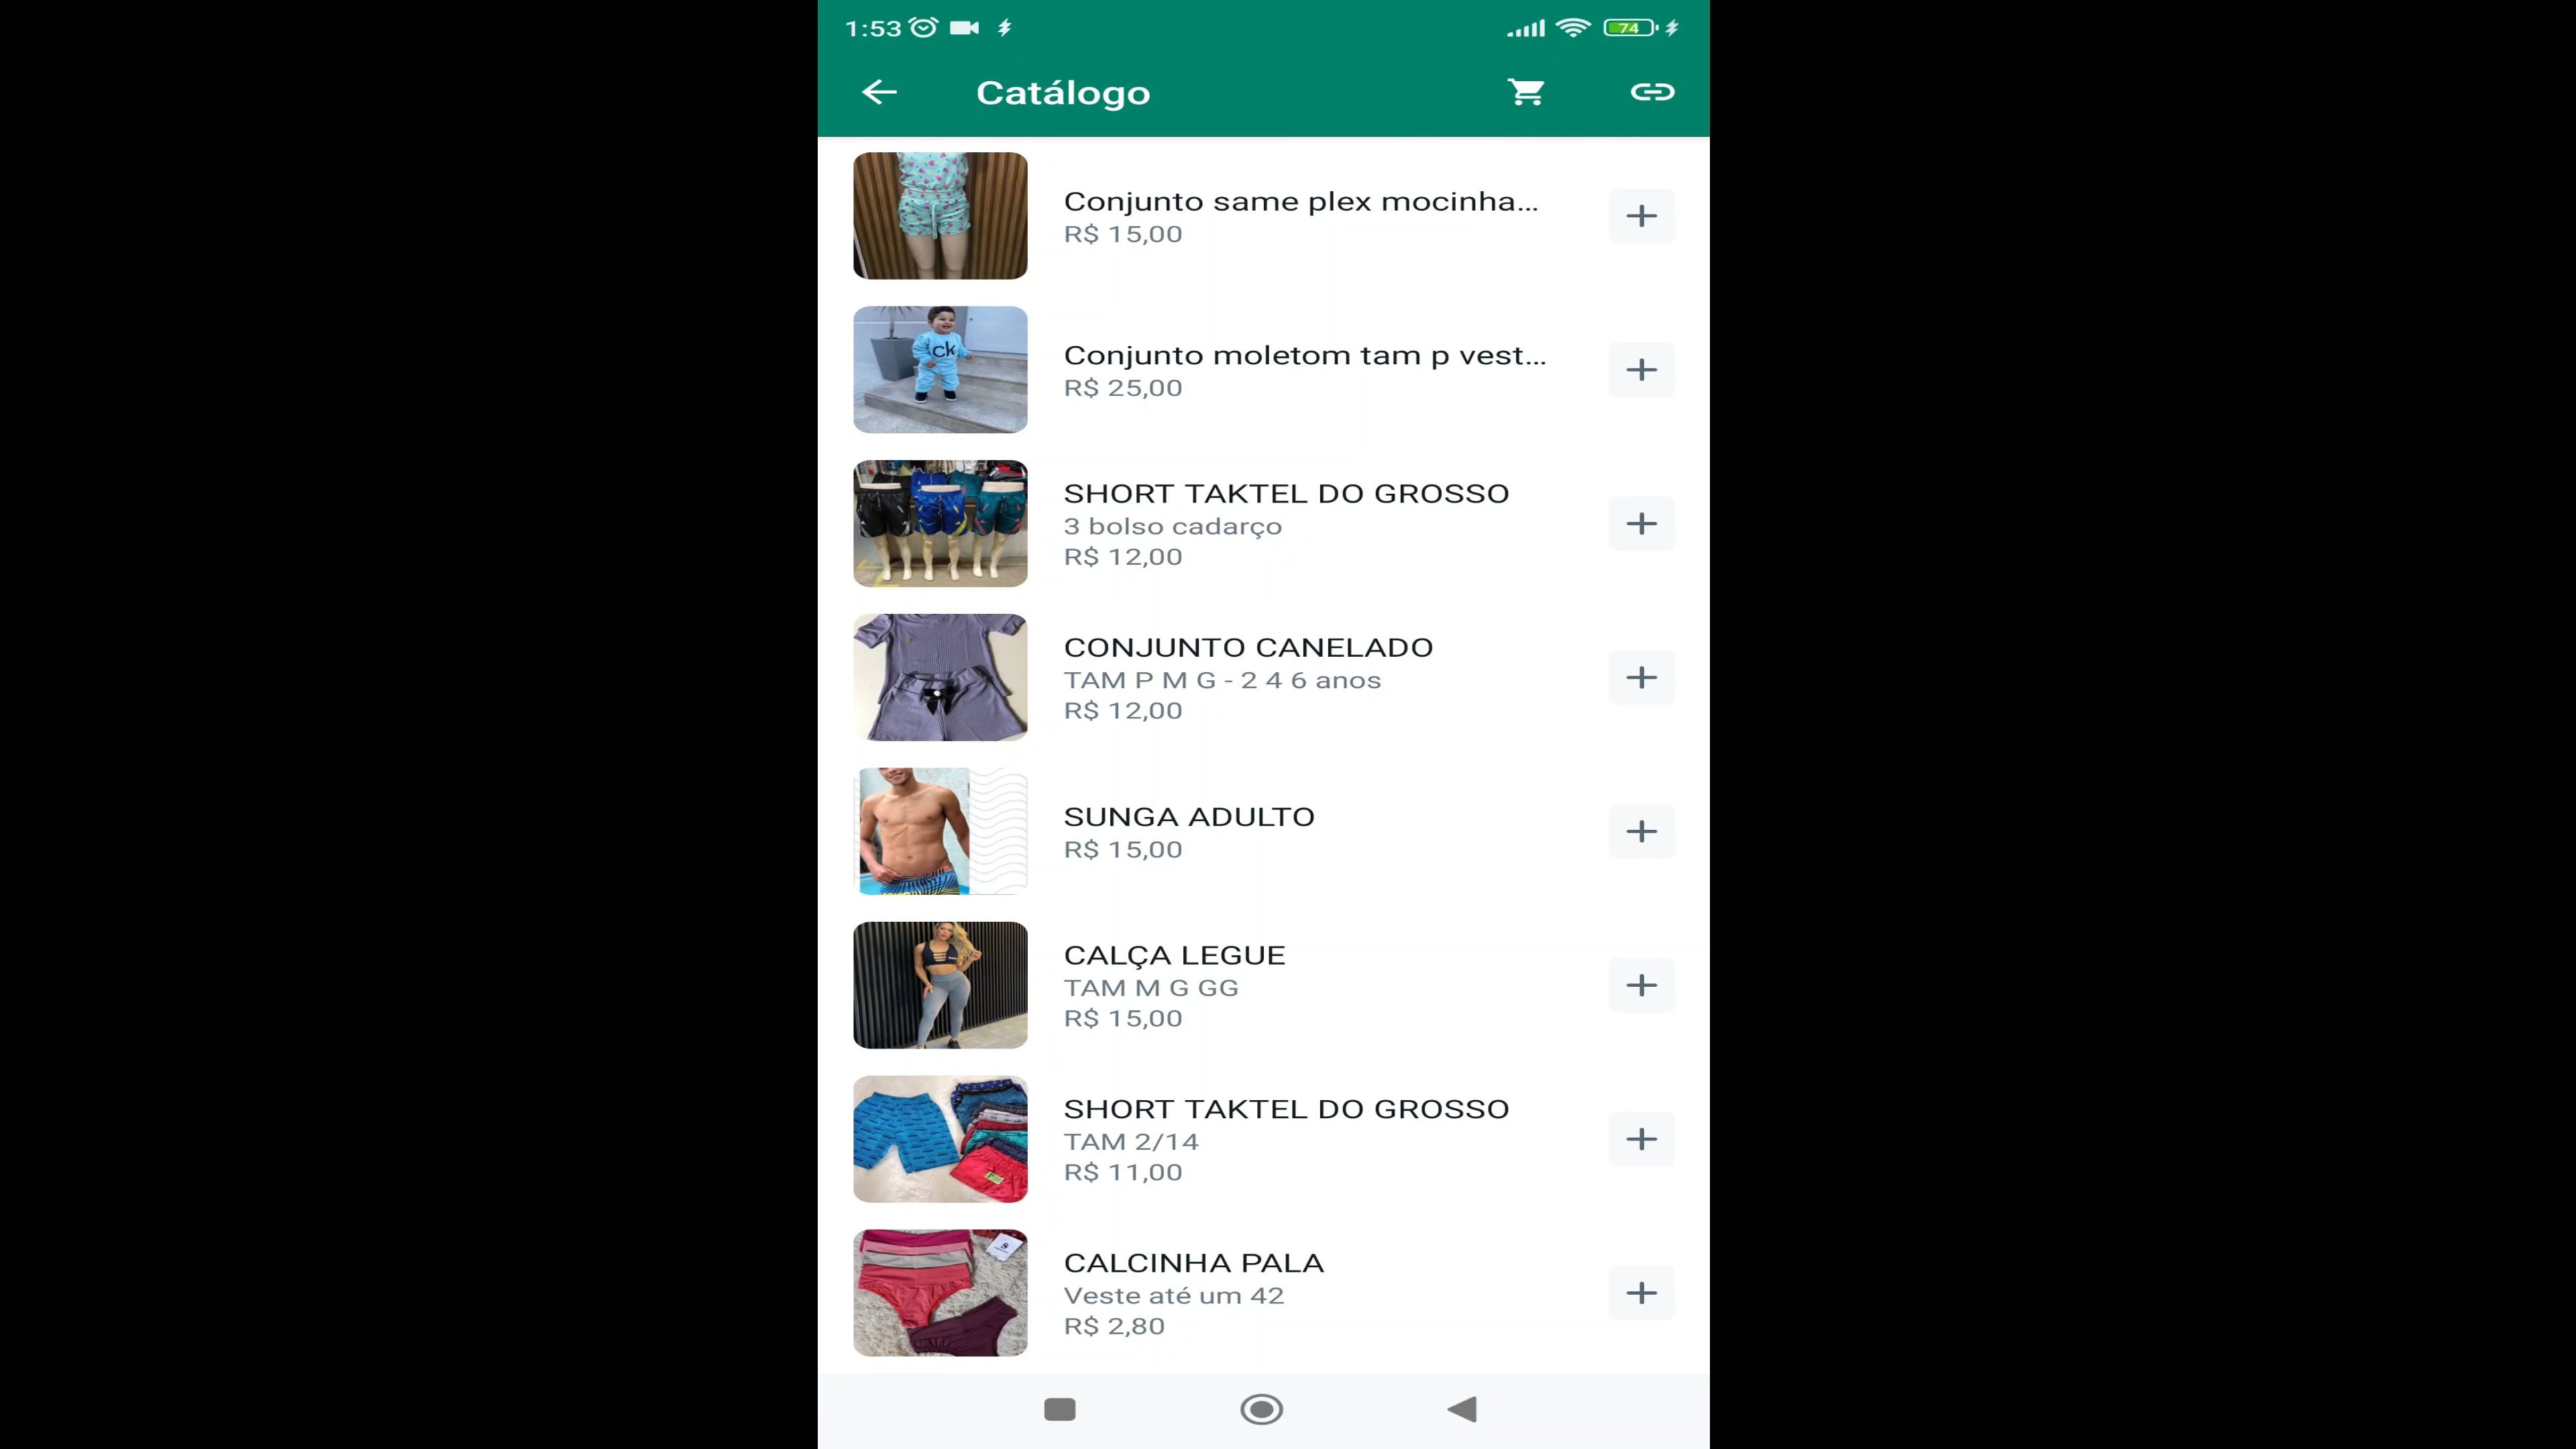 1:53
74
Catálogo
Conjunto same plex mocinha...
R$ 15,00
ck
Conjunto moletom tam p vest...
R$ 25,00
SHORT TAKTEL DO GROSSO
3 bolso cadarço
R$ 12,00
CONJUNTO CANELADO
TAM P M G - 2 4 6 anos
R$ 12,00
SUNGA ADULTO
R$ 15,00
CALÇA LEGUE
TAM M G GG
R$ 15,00
SHORT TAKTEL DO GROSSO
TAM 2/14
R$ 11,00
CALCINHA PALA
Veste até um 42
R$ 2,80